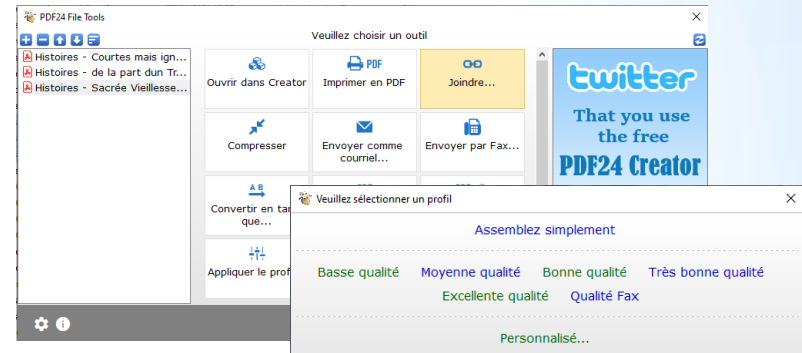 PDF24 File Tools
Veuillez choisir un outil
Histoires - Courtes mais ign...
Histoires - de la part dun Tr...
Histoires - Sacrée Vieillesse...
Ouvrir dans Creator
PDF
Imprimer en PDF
Joindre...
Compresser
Envoyer comme
courriel...
Envoyer par Fax...
A B
Convertir en
que...
Appliquer le
twitter
That you use
the free
PDF24 Creator
Veuillez sélectionner un profil
Assemblez simplement
Basse qualité Moyenne qualité Bonne qualité Très bonne qualité
Excellente qualité Qualité Fax
Personnalisé...